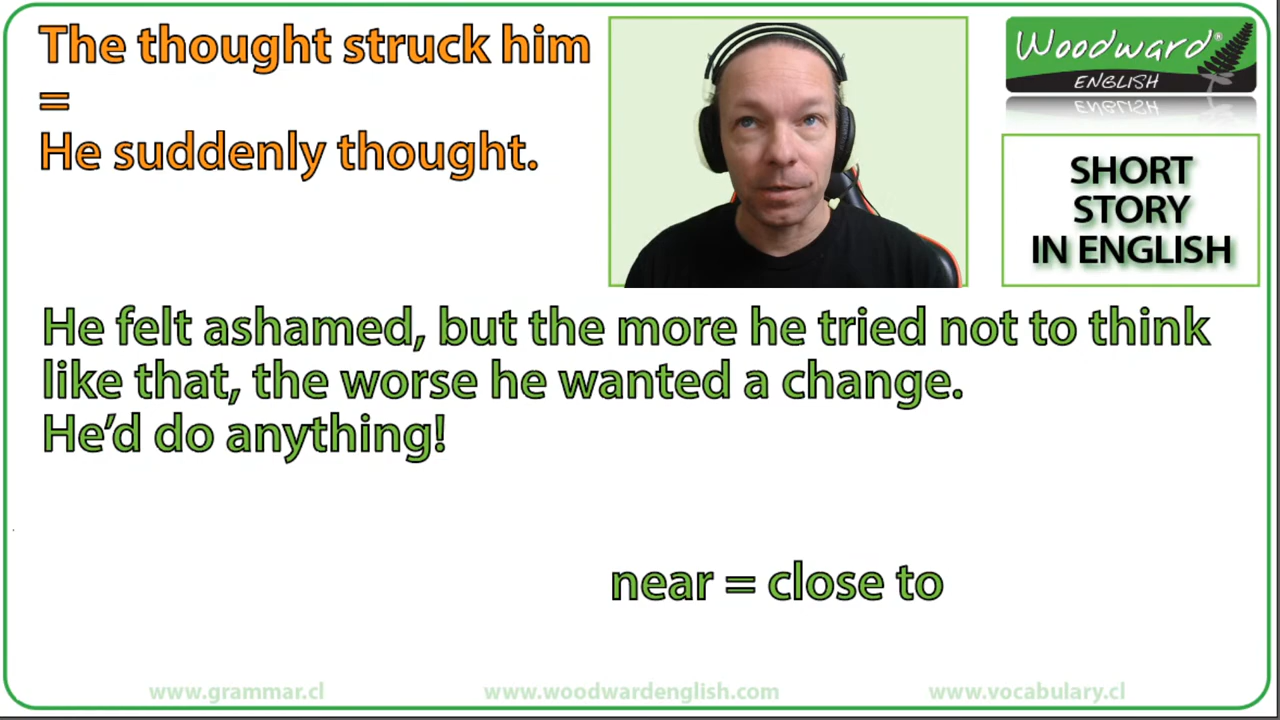 The thought struck him
=
He suddenly thought.
Woodward®
ENGLISH
SHORT
STORY
IN ENGLISH
He felt ashamed, but the more he tried not to think
like that, the worse he wanted a change.
He’d do anything!
near = close to
www.grammar.cl www.woodwardenglish.com www.vocabulary.cl